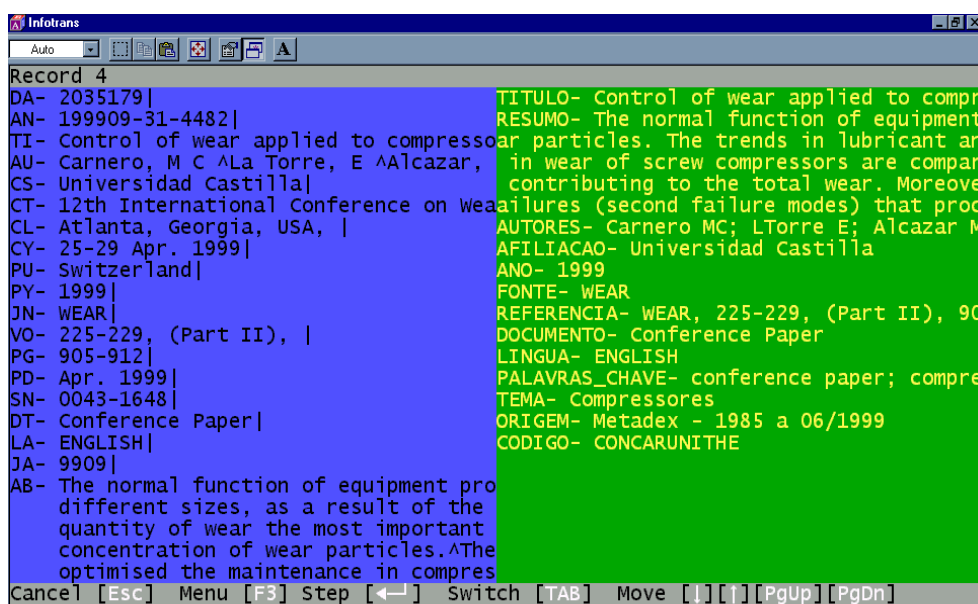 Infotrans
Auto
A
Record 4
DA- 2035179|
AN- 199909-31-4482|
TI- Control of wear applied to compresso
AU- Carnero, M C ^La Torre, E ^Alcazar,
CS- Universidad Castilla|
CT- 12th International Conference on Wea
CL- Atlanta, Georgia, USA, |
CY- 25-29 Apr. 1999|
PU- Switzerland|
PY- 1999|
JN- WEAR|
VO- 225-229, (Part II), |
PG- 905-912|
PD- Apr. 1999|
SN- 0043-1648|
DT- Conference Paper|
LA- ENGLISH|
JA- 9909|
AB- The normal function of equipment pro
different sizes, as a result of the
quantity of wear the most important
concentration of wear particles.^The
optimised the maintenance in compres
TITULO- Control of wear applied to compr
RESUMO- The normal function of equipment
ar particles. The trends in lubricant an
in wear of screw compressors are compar
contributing to the total wear. Moreove
ailures (second failure modes) that proc
AUTORES- Carnero MC; LTorre E; Alcazar M
AFILIACAO- Universidad Castilla
ANO- 1999
FONTE- WEAR
REFERENCIA- WEAR, 225-229, (Part II), 90
DOCUMENTO- Conference Paper
LINGUA- ENGLISH
PALAVRAS_CHAVE- conference paper; compre
TEMA- Compressores
ORIGEM- Metadex - 1985 a 06/1999
CODIGO- CONCARUNITHE
Cancel [Esc] Menu [F3] Step [←┘] Switch [TAB] Move [↓][↑][PgUp][PgDn]